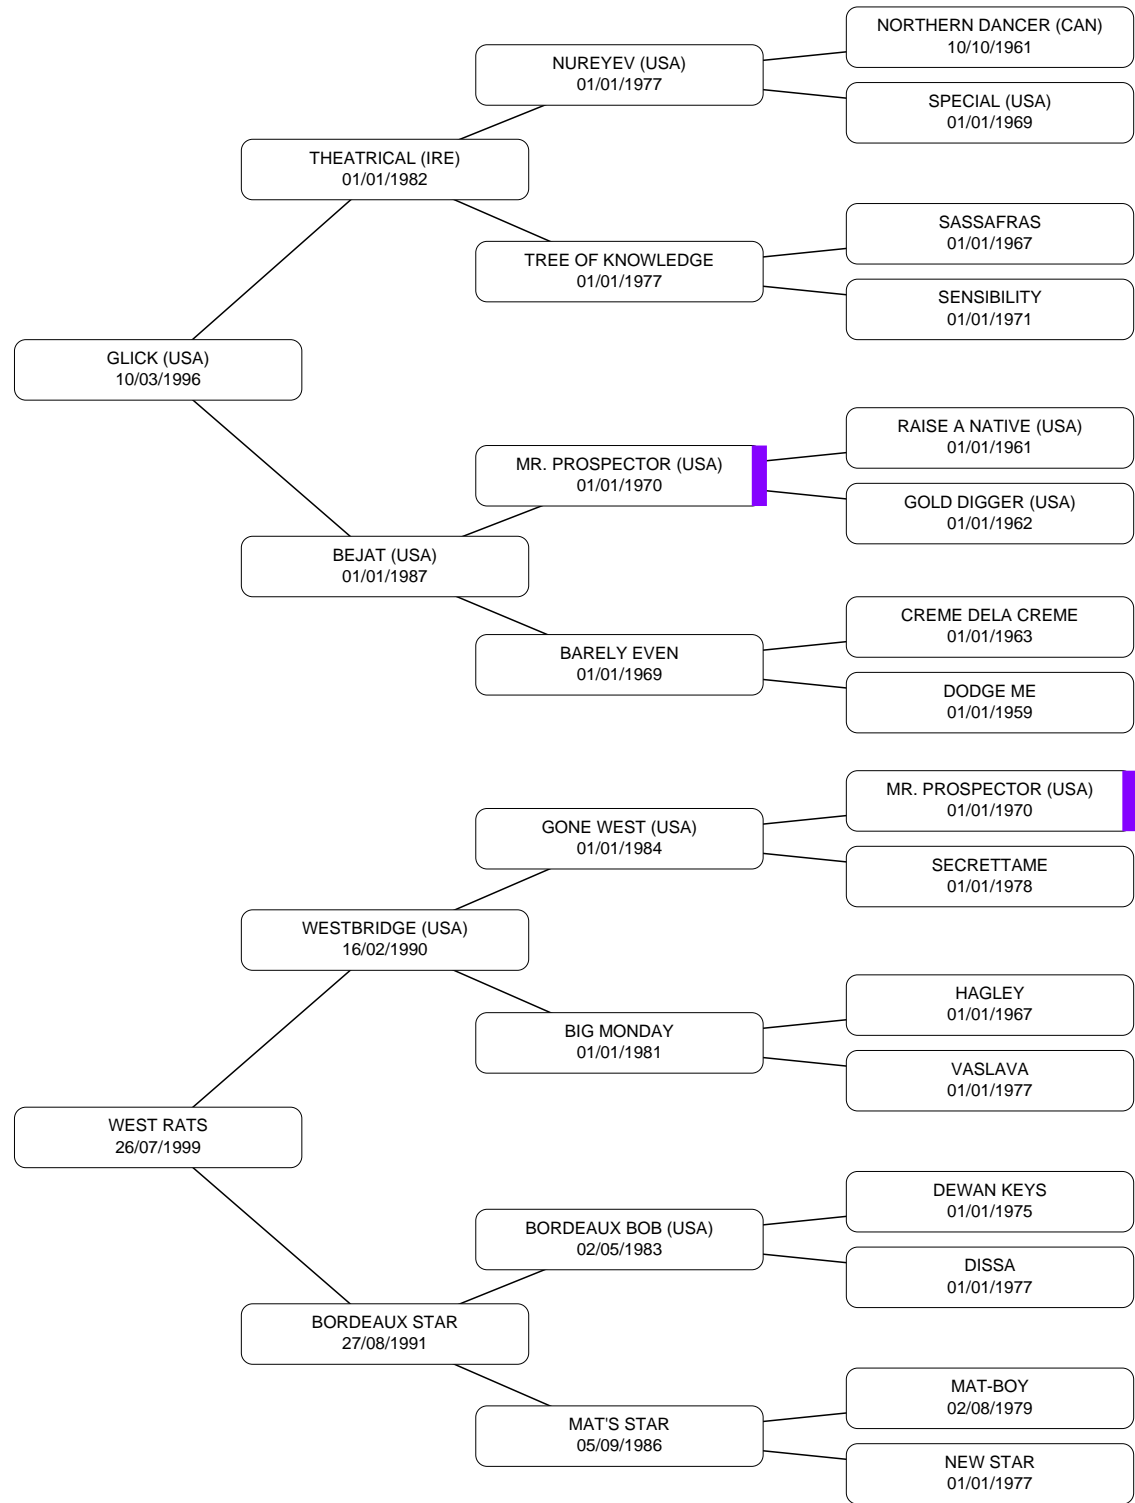 NORTHERN DANCER (CAN)
10/10/1961
NUREYEV (USA)
01/01/1977
SPECIAL (USA)
01/01/1969
THEATRICAL (IRE)
01/01/1982
SASSAFRAS
01/01/1967
TREE OF KNOWLEDGE
01/01/1977
SENSIBILITY
01/01/1971
GLICK (USA)
10/03/1996
RAISE A NATIVE (USA)
01/01/1961
MR. PROSPECTOR (USA)
01/01/1970
GOLD DIGGER (USA)
01/01/1962
BEJAT (USA)
01/01/1987
CREME DELA CREME
01/01/1963
BARELY EVEN
01/01/1969
DODGE ME
01/01/1959
MR. PROSPECTOR (USA)
01/01/1970
GONE WEST (USA)
01/01/1984
SECRETTAME
01/01/1978
WESTBRIDGE (USA)
16/02/1990
HAGLEY
01/01/1967
BIG MONDAY
01/01/1981
VASLAVA
01/01/1977
WEST RATS
26/07/1999
DEWAN KEYS
01/01/1975
BORDEAUX BOB (USA)
02/05/1983
DISSA
01/01/1977
BORDEAUX STAR
27/08/1991
MAT-BOY
02/08/1979
MAT'S STAR
05/09/1986
NEW STAR
01/01/1977